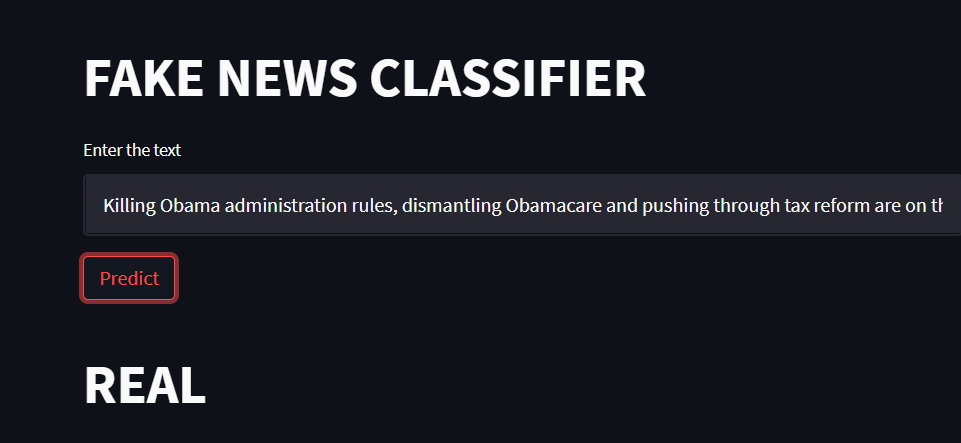 FAKE NEWS CLASSIFIER
Enter the text
Killing Obama administration rules, dismantling Obamacare and pushing through tax reform are on
Predict
REAL